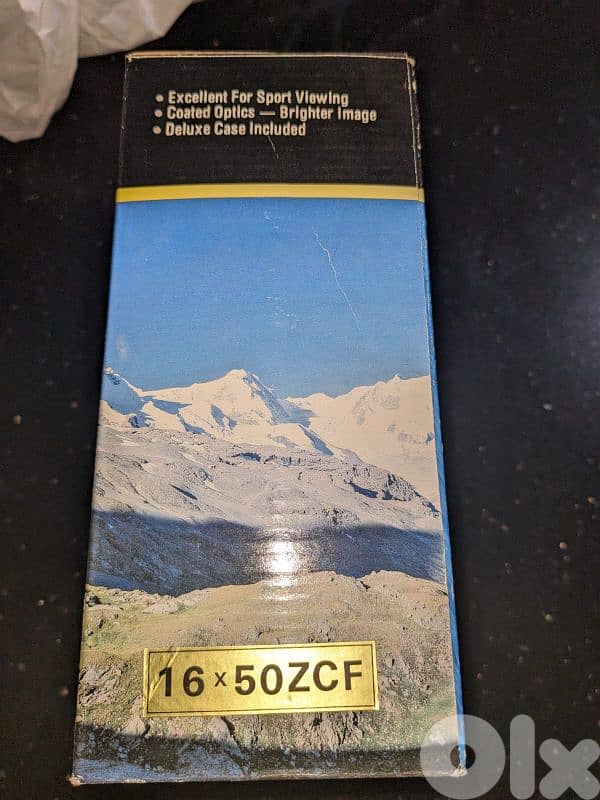 • Excellent For Sport Viewing
• Coated Optics — Brighter Image
• Deluxe Case Included
16 x 50ZCF
olx